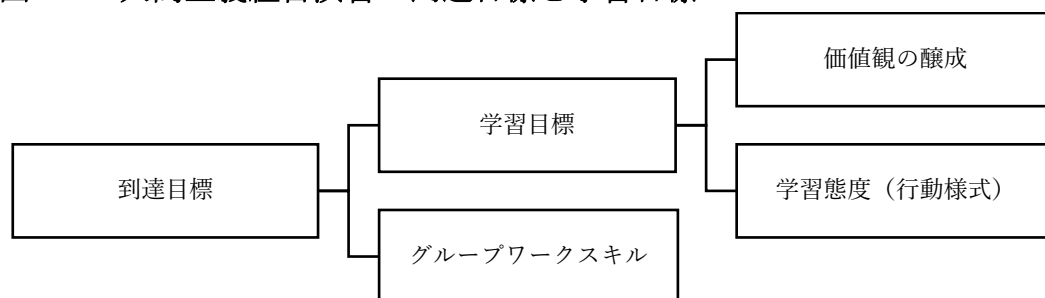 価値観の醸成
学習目標
到達目標
学習態度（行動様式）
グループワークスキル